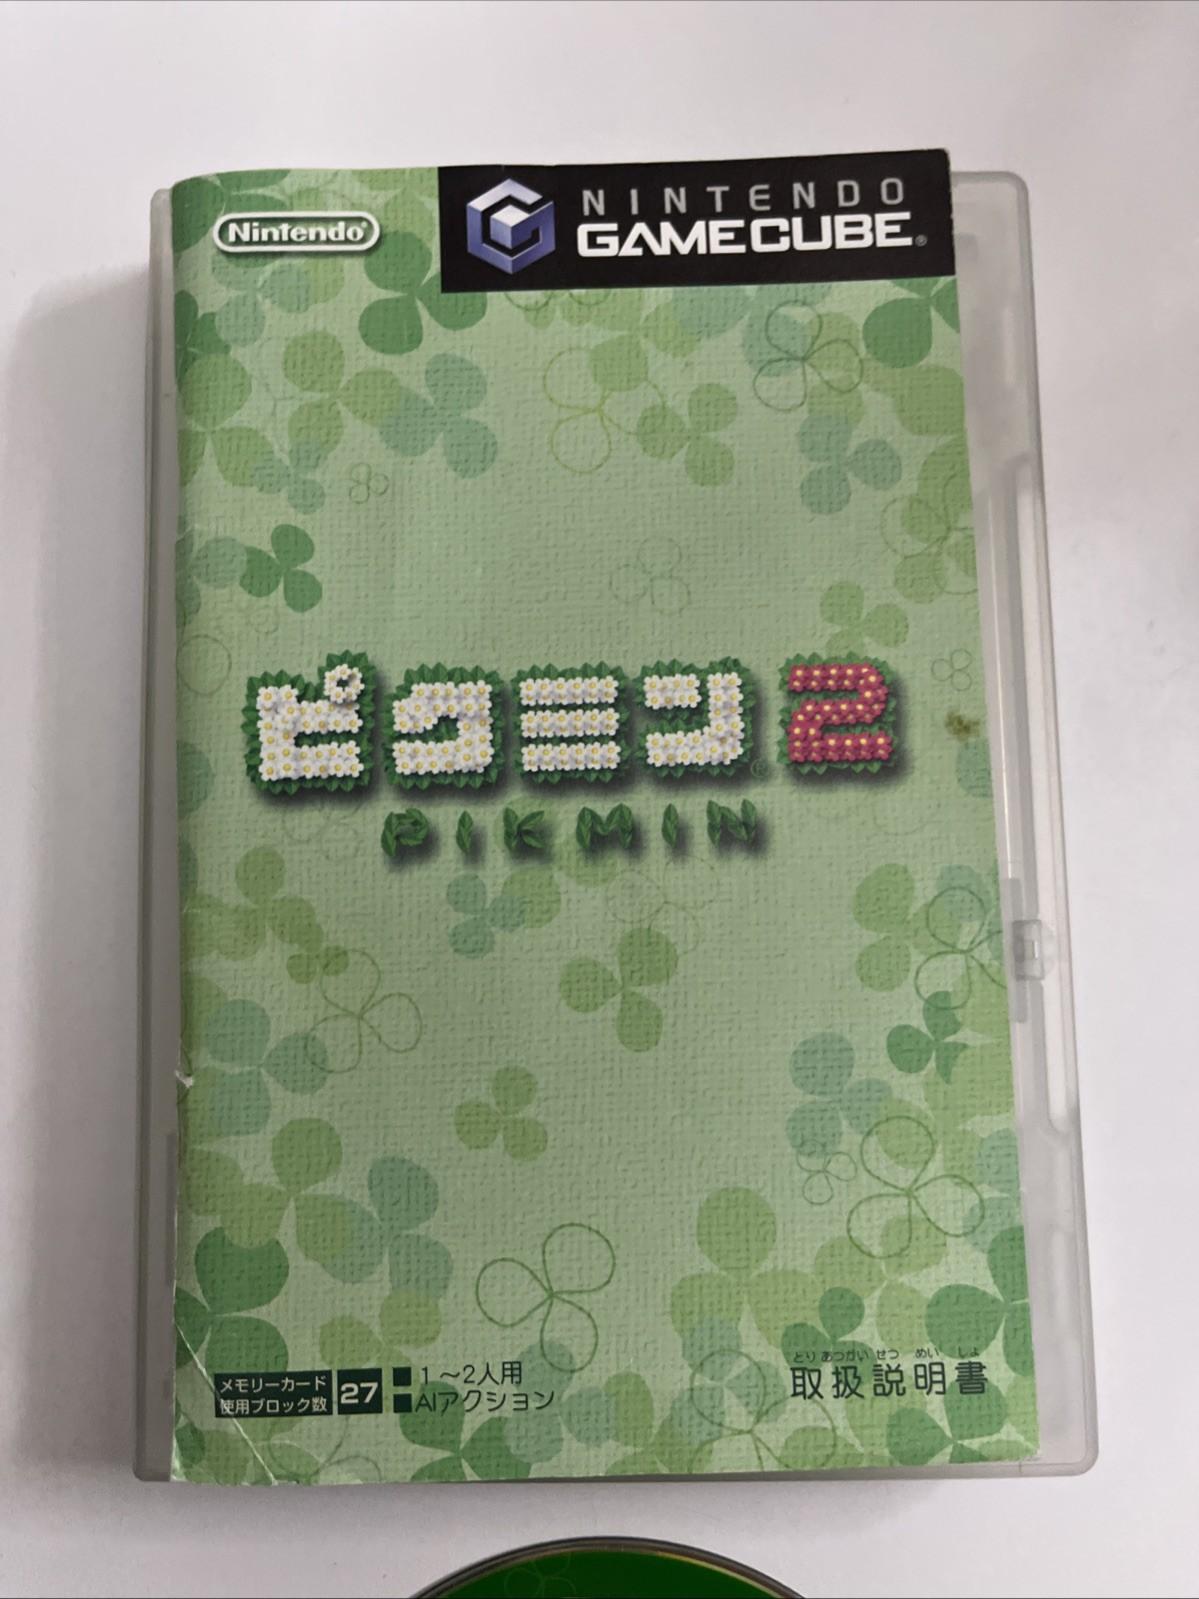 Nintendo®
NINTENDO
GAMECUBE®
ピクミン®2
PIKMIN
メモリーカード
使用ブロック数
27
■1～2人用
■AIアクション
とり あつかい せつ めい しょ
取扱説明書